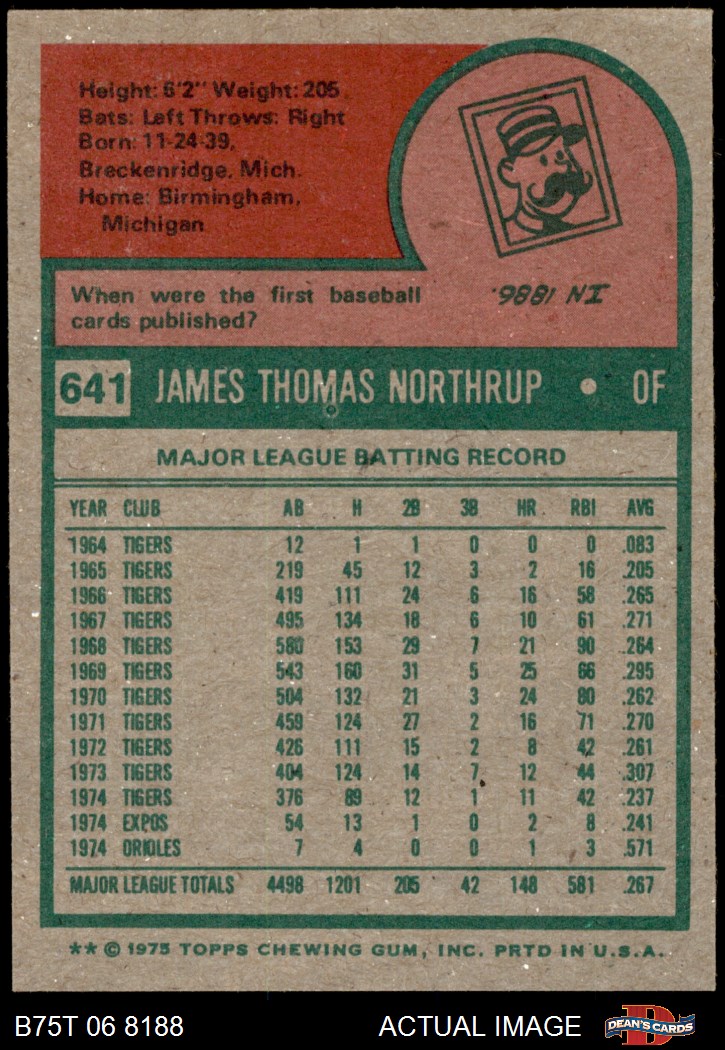 Height: 6'2" Weight: 205
Bats: Left Throws: Right
Born: 11-24-39,
Breckenridge, Mich.
Home: Birmingham,
Michigan
When were the first baseball
cards published?
IN 1886.
641 JAMES THOMAS NORTHRUP • OF
MAJOR LEAGUE BATTING RECORD
YEAR CLUB AB H 2B 3B HR RBI AVG
1964 TIGERS 12 1 1 0 0 0 .083
1965 TIGERS 219 45 12 3 2 16 .205
1966 TIGERS 419 111 24 6 16 58 .265
1967 TIGERS 495 134 18 6 10 61 .271
1968 TIGERS 580 153 29 7 21 90 .264
1969 TIGERS 543 160 31 5 25 66 .295
1970 TIGERS 504 132 21 3 24 80 .262
1971 TIGERS 459 124 27 2 16 71 .270
1972 TIGERS 426 111 15 2 8 42 .261
1973 TIGERS 404 124 14 7 12 44 .307
1974 TIGERS 376 89 12 1 11 42 .237
1974 EXPOS 54 13 1 0 2 8 .241
1974 ORIOLES 7 4 0 0 1 3 .571
MAJOR LEAGUE TOTALS 4498 1201 205 42 148 581 .267
** © 1975 TOPPS CHEWING GUM, INC. PRTD IN U.S.A.
B75T 06 8188 ACTUAL IMAGE
D
DEAN'S CARDS